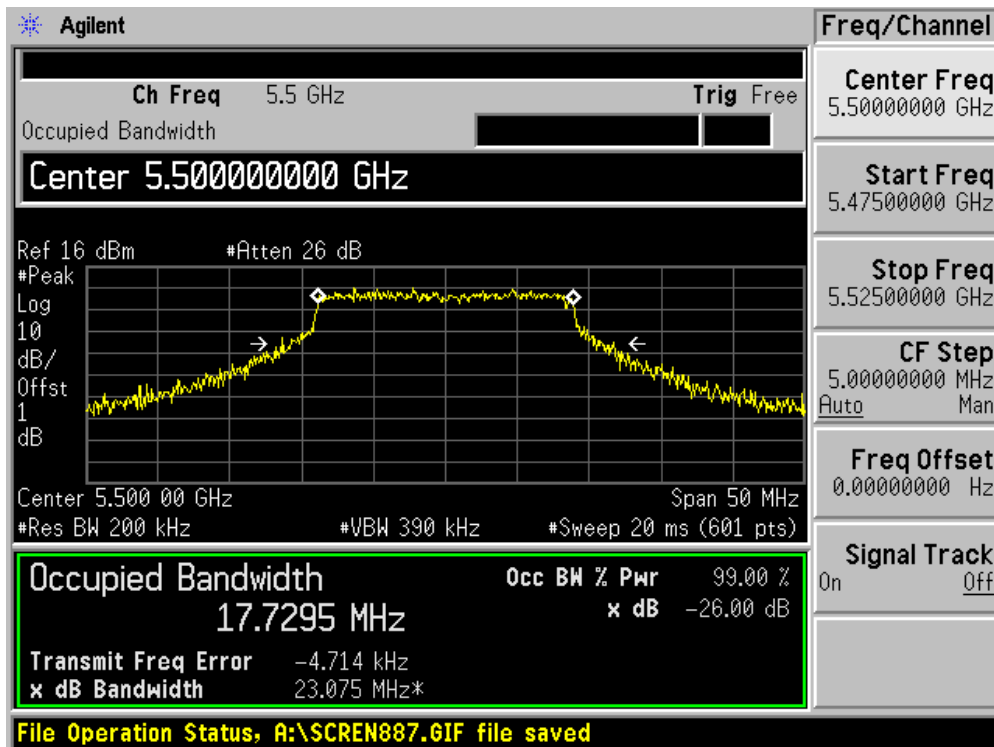 Agilent
Freq/Channel
Ch Freq 5.5 GHz Trig Free
Occupied Bandwidth
Center 5.500000000 GHz
Ref 16 dBm #Atten 26 dB
#Peak
Log
10
dB/
Offst
1
dB
Center 5.500 00 GHz Span 50 MHz
#Res BW 200 kHz #VBW 390 kHz #Sweep 20 ms (601 pts)
Occupied Bandwidth
17.7295 MHz
Occ BW % Pwr 99.00 %
x dB -26.00 dB
Transmit Freq Error -4.714 kHz
x dB Bandwidth 23.075 MHz*
Center Freq
5.50000000 GHz
Start Freq
5.47500000 GHz
Stop Freq
5.52500000 GHz
CF Step
5.00000000 MHz
Auto Man
Freq Offset
0.00000000 Hz
Signal Track
On Off
File Operation Status, A:\SCREN887.GIF file saved